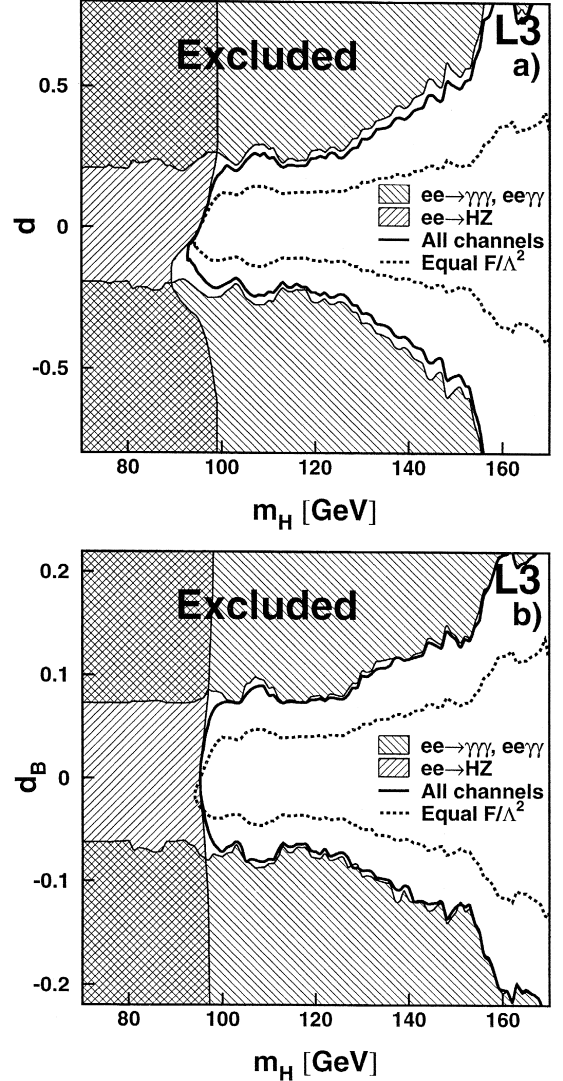 Excluded
L3
a)
0.5
0
-0.5
d
ee→γγγ, eeγγ
ee→HZ
All channels
Equal F/Λ²
80 100 120 140 160
m_H [GeV]
Excluded
L3
b)
0.2
0.1
0
-0.1
-0.2
d_B
ee→γγγ, eeγγ
ee→HZ
All channels
Equal F/Λ²
80 100 120 140 160
m_H [GeV]